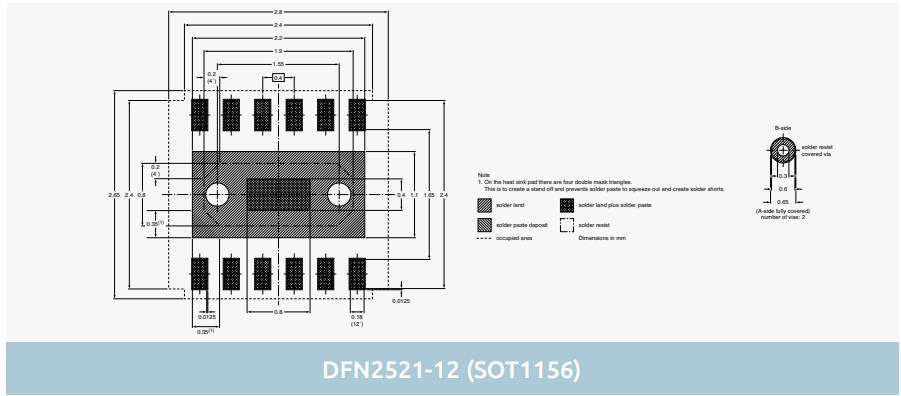 2.8
2.4
2.2
1.9
1.55
0.2
(4˟)
0.4
0.2
(4˟)
2.65
2.4
0.8
0.4
1.1
1.65
2.4
0.35(1)
0.0125
0.0125
0.8
0.18
(12˟)
0.35(1)
Note
1. On the heat sink pad there are four double mask triangles.
This is to create a stand off and prevents solder paste to squeeze out and create solder shorts.
solder land
solder land plus solder paste
solder paste deposit
solder resist
occupied area
Dimensions in mm
B-side
solder resist
covered via
0.3
0.6
0.65
(A-side fully covered)
number of vias: 2
DFN2521-12 (SOT1156)